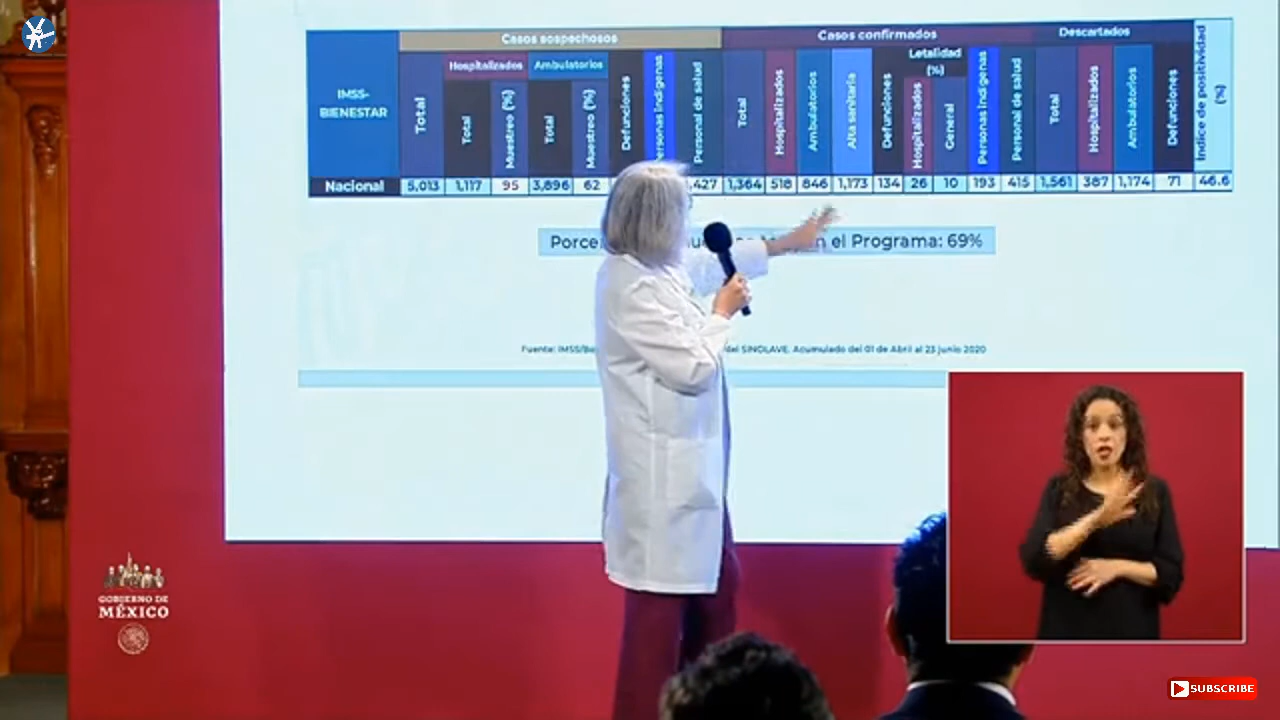 Casos sospechosos
Casos confirmados
Descartados
Índice de positividad (%)
Hospitalizados
Ambulatorios
Letalidad (%)
IMSS-
BIENESTAR
Total
Total
Muestreo (%)
Total
Muestreo (%)
Defunciones
Personal de salud
Total
Hospitalizados
Ambulatorios
Alta sanitaria
Defunciones
Hospitalizados
General
Personas indígenas
Personal de salud
Total
Hospitalizados
Ambulatorios
Defunciones
Nacional 5,013 1,117 95 3,896 62 1,364 518 846 1,173 134 26 10 193 415 1,561 387 1,174 71 46.6
el Programa: 69%
Fuente: del SINOLAVE. Acumulado del 01 de Abril al 23 junio 2020
GOBIERNO DE
MÉXICO
SUBSCRIBE